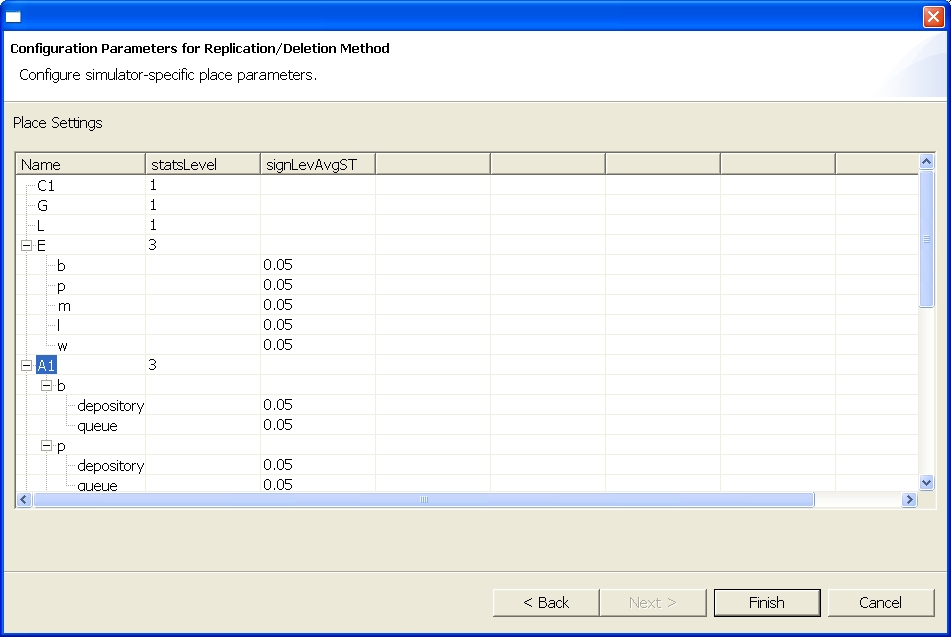 Configuration Parameters for Replication/Deletion Method
Configure simulator-specific place parameters.
Place Settings
Name statsLevel signLevAvgST
C1 1
G 1
L 1
E 3
b 0.05
p 0.05
m 0.05
l 0.05
w 0.05
A1 3
b
depository 0.05
queue 0.05
p
depository 0.05
queue 0.05
< Back Next > Finish Cancel